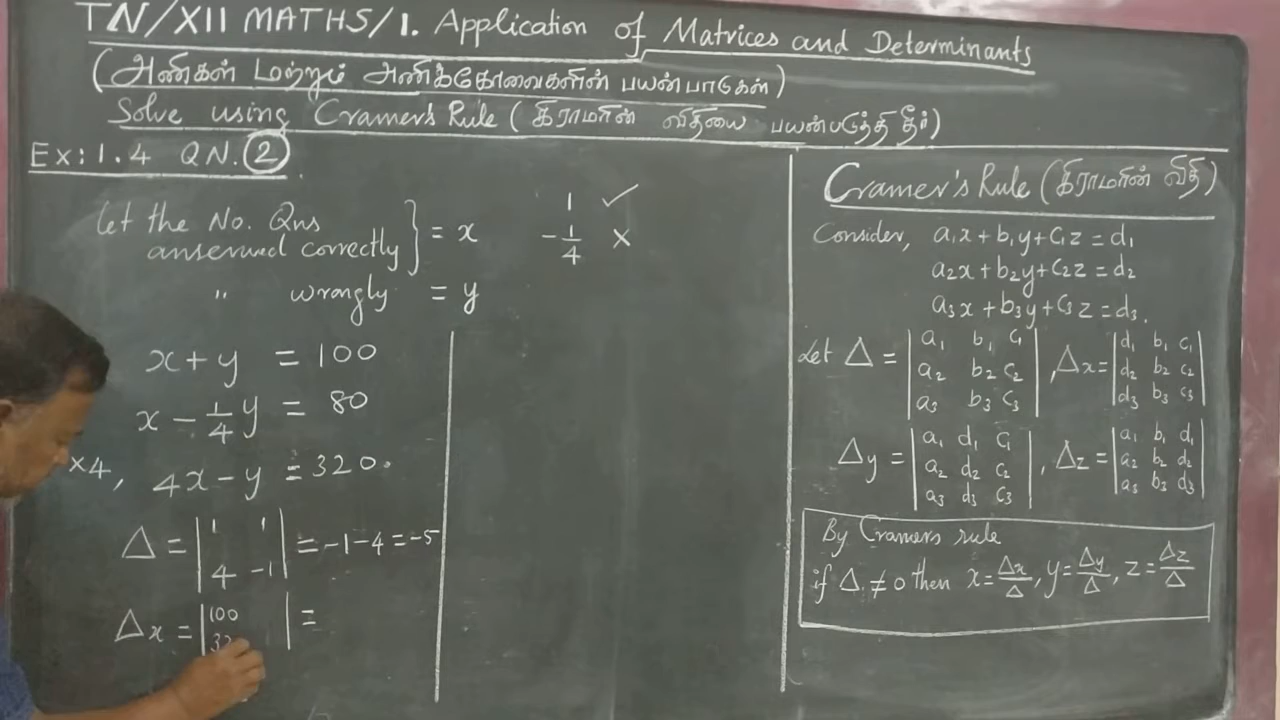 TN/XII MATHS/1. Application of Matrices and Determinants
(அணிகள் மற்றும் அணிக்கோவைகளின் பயன்பாடுகள்)
Solve using Cramer's Rule (கிராமரின் விதியை பயன்படுத்தி தீர்)
Ex: 1.4 QN. 2
Let the No. Qns
answered correctly } = x
1 ✓
-1/4 x
" wrongly = y
x + y = 100
x - 1/4 y = 80
x4, 4x - y = 320.
Δ = | 1 1 | = -1-4 = -5
| 4 -1 |
Δx = | 100 | =
| 32
Cramer's Rule (கிராமரின் விதி)
Consider, a₁x + b₁y + c₁z = d₁
a₂x + b₂y + c₂z = d₂
a₃x + b₃y + c₃z = d₃.
Let Δ = | a₁ b₁ c₁ | , Δx = | d₁ b₁ c₁ |
| a₂ b₂ c₂ | | d₂ b₂ c₂ |
| a₃ b₃ c₃ | | d₃ b₃ c₃ |
Δy = | a₁ d₁ c₁ | , Δz = | a₁ b₁ d₁ |
| a₂ d₂ c₂ | | a₂ b₂ d₂ |
| a₃ d₃ c₃ | | a₃ b₃ d₃ |
By Cramers rule
if Δ ≠ 0 then x = Δx/Δ, y = Δy/Δ, z = Δz/Δ